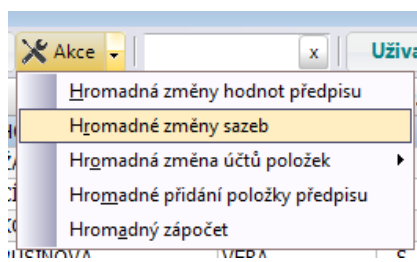 Akce
x
Uživa
Hromadná změny hodnot předpisu
Hromadné změny sazeb
Hromadná změna účtů položek
Hromadné přidání položky předpisu
Hromadný zápočet
VĚRA S